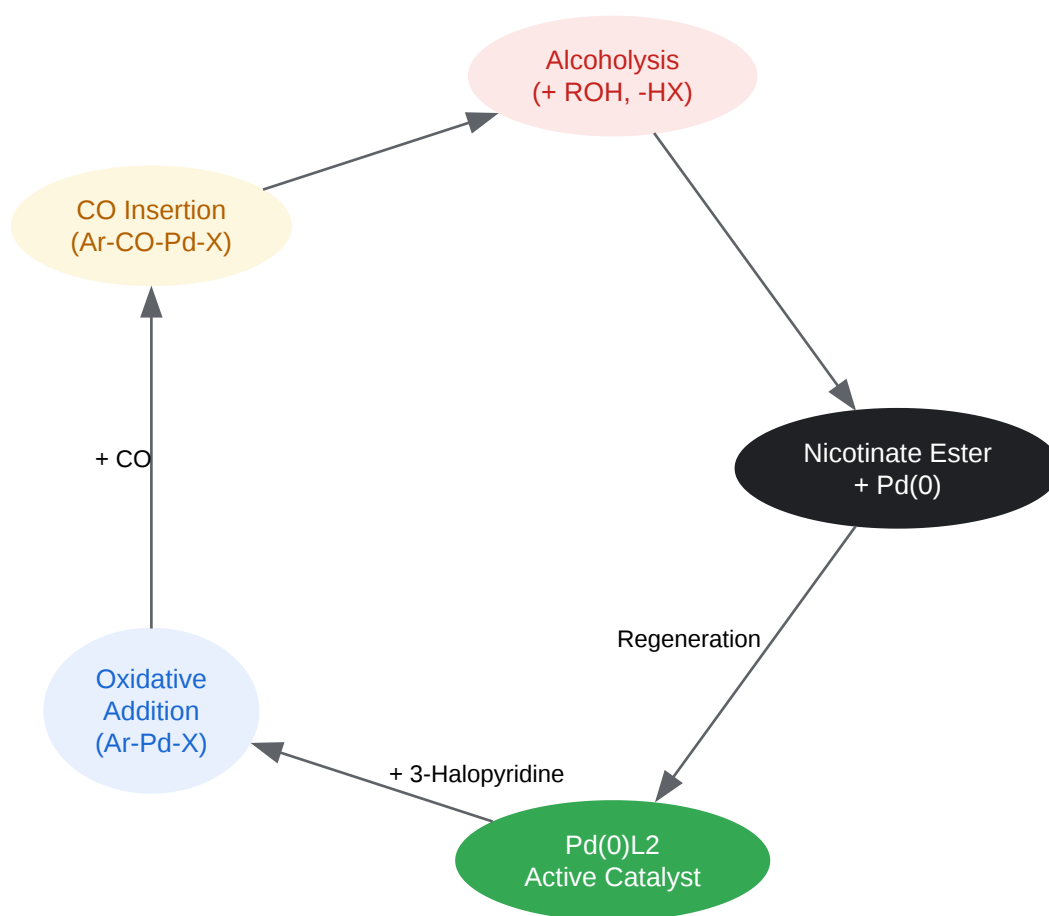 Alcoholysis
(+ ROH, -HX)
CO Insertion
(Ar-CO-Pd-X)
+ CO
Nicotinate Ester
+ Pd(0)
Regeneration
Oxidative
Addition
(Ar-Pd-X)
+ 3-Halopyridine
Pd(0)L2
Active Catalyst